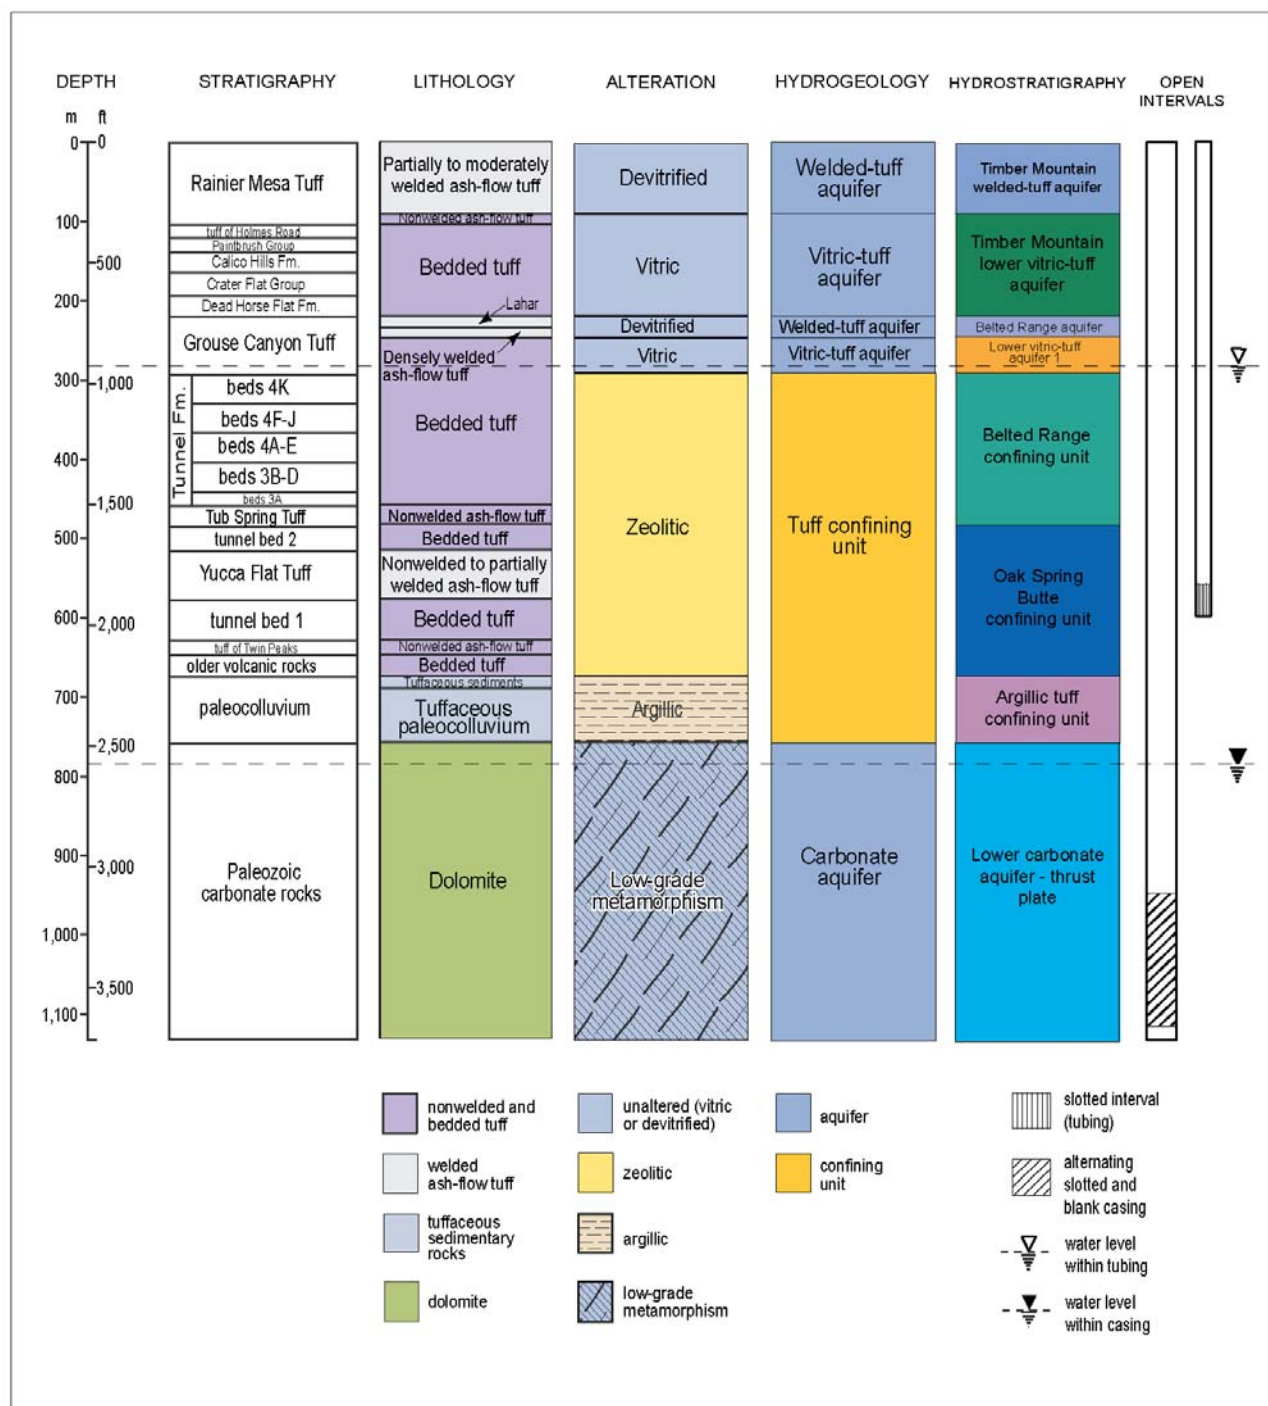 DEPTH
STRATIGRAPHY
LITHOLOGY
ALTERATION
HYDROGEOLOGY
HYDROSTRATIGRAPHY
OPEN
INTERVALS
m
ft
0
0
100
500
200
300
1,000
400
1,500
500
600
2,000
700
2,500
800
900
3,000
1,000
3,500
1,100
Rainier Mesa Tuff
tuff of Holmes Road
Paintbrush Group
Calico Hills Fm.
Crater Flat Group
Dead Horse Flat Fm.
Grouse Canyon Tuff
Tunnel Fm.
beds 4K
beds 4F-J
beds 4A-E
beds 3B-D
beds 3A
Tub Spring Tuff
tunnel bed 2
Yucca Flat Tuff
tunnel bed 1
tuff of Twin Peaks
older volcanic rocks
paleocolluvium
Paleozoic
carbonate rocks
Partially to moderately
welded ash-flow tuff
Nonwelded ash-flow tuff
Bedded tuff
Lahar
Densely welded
ash-flow tuff
Bedded tuff
Nonwelded ash-flow tuff
Bedded tuff
Nonwelded to partially
welded ash-flow tuff
Bedded tuff
Nonwelded ash-flow tuff
Bedded tuff
Tuffaceous sediments
Tuffaceous
paleocolluvium
Dolomite
Devitrified
Vitric
Devitrified
Vitric
Zeolitic
Argillic
Low-grade
metamorphism
Welded-tuff
aquifer
Vitric-tuff
aquifer
Welded-tuff aquifer
Vitric-tuff aquifer
Tuff confining
unit
Carbonate
aquifer
Timber Mountain
welded-tuff aquifer
Timber Mountain
lower vitric-tuff
aquifer
Belted Range aquifer
Lower vitric-tuff
aquifer 1
Belted Range
confining unit
Oak Spring
Butte
confining unit
Argillic tuff
confining unit
Lower carbonate
aquifer - thrust
plate
nonwelded and
bedded tuff
welded
ash-flow tuff
tuffaceous
sedimentary
rocks
dolomite
unaltered (vitric
or devitrified)
zeolitic
argillic
low-grade
metamorphism
aquifer
confining
unit
slotted interval
(tubing)
alternating
slotted and
blank casing
water level
within tubing
water level
within casing